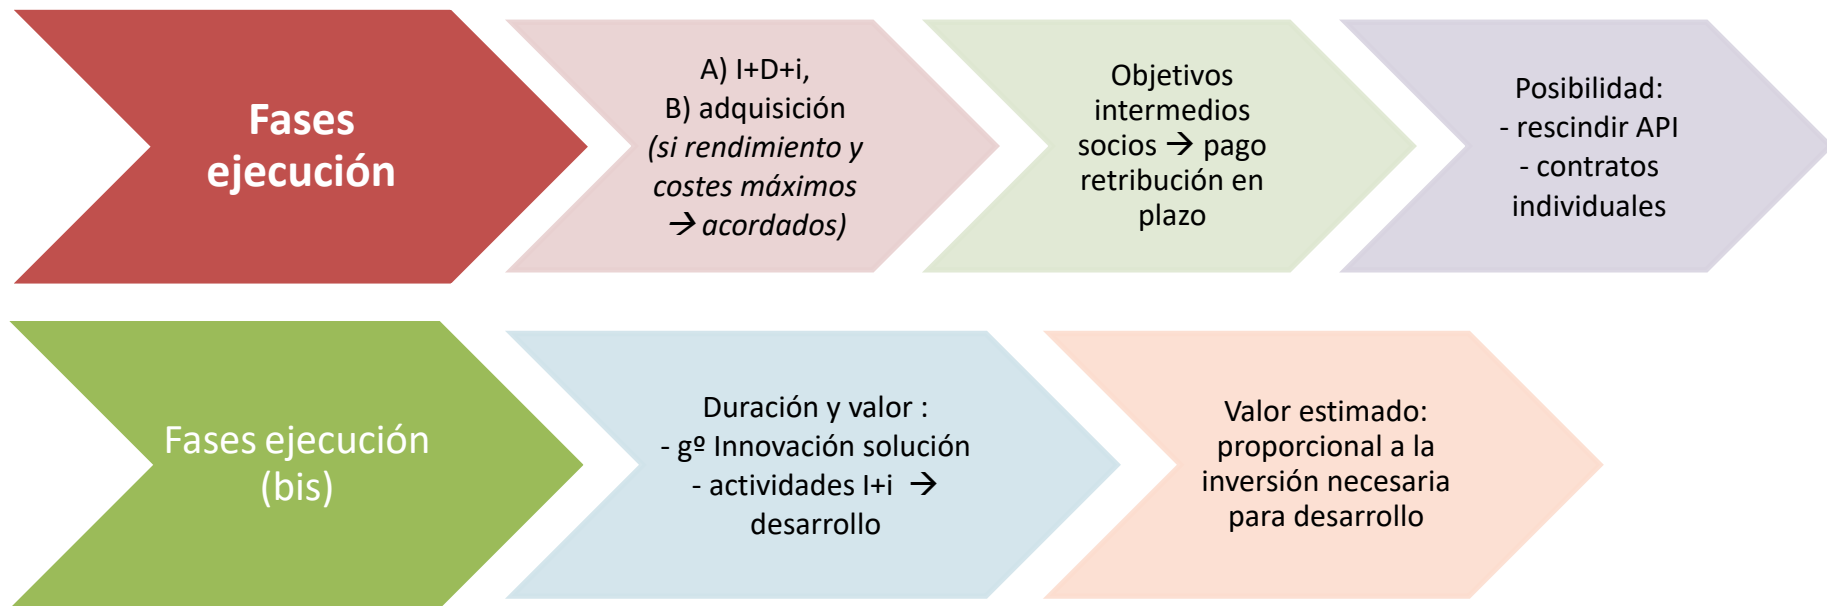 Fases
ejecución
A) I+D+i,
B) adquisición
(si rendimiento y
costes máximos
→ acordados)
Objetivos
intermedios
socios → pago
retribución en
plazo
Posibilidad:
- rescindir API
- contratos
individuales
Fases ejecución
(bis)
Duración y valor :
- gº Innovación solución
- actividades I+i →
desarrollo
Valor estimado:
proporcional a la
inversión necesaria
para desarrollo